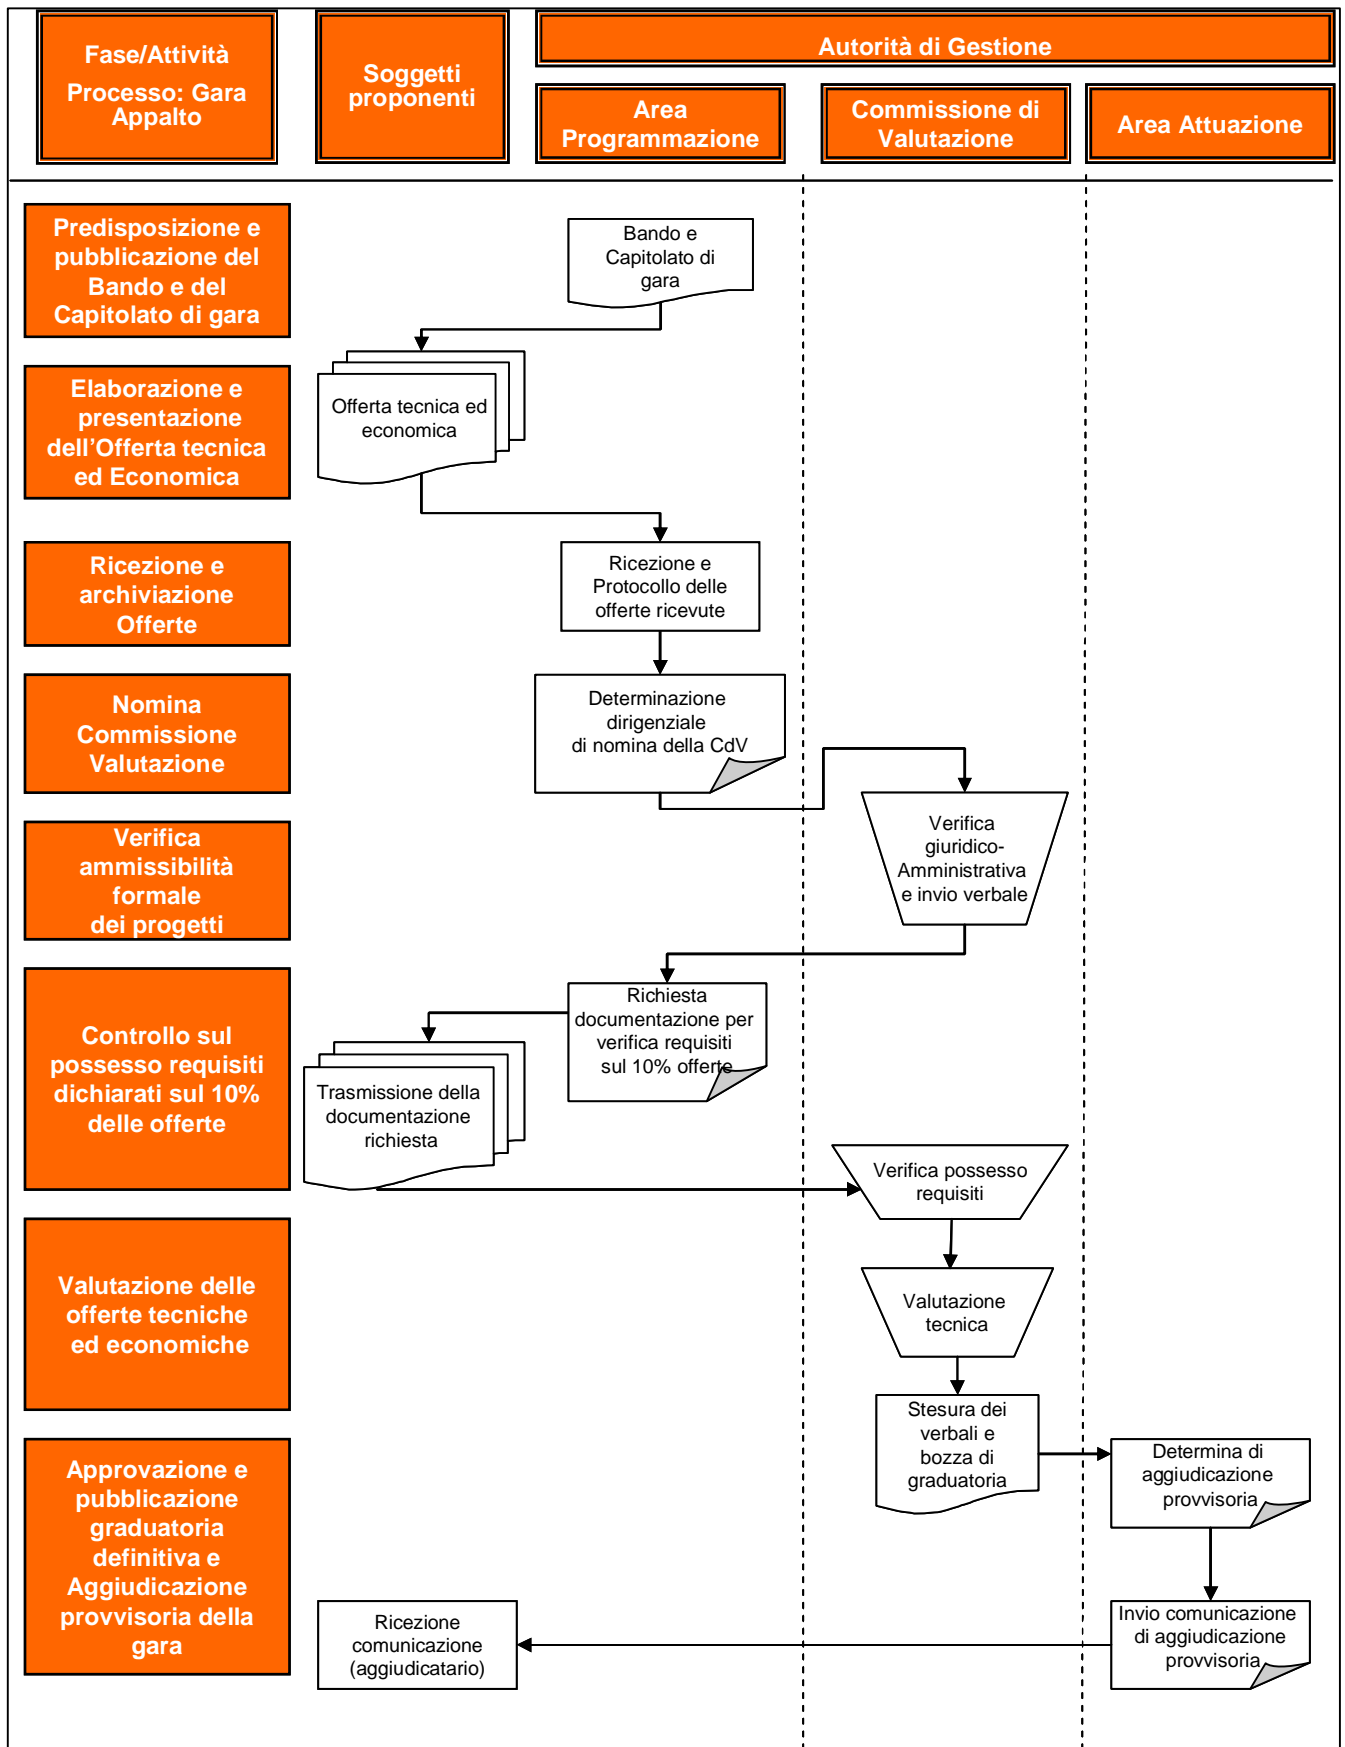 Fase/Attività
Processo: Gara
Appalto
Soggetti
proponenti
Autorità di Gestione
Area
Programmazione
Commissione di
Valutazione
Area Attuazione
Predisposizione e
pubblicazione del
Bando e del
Capitolato di gara
Bando e
Capitolato di
gara
Elaborazione e
presentazione
dell’Offerta tecnica
ed Economica
Offerta tecnica ed
economica
Ricezione e
archiviazione
Offerte
Ricezione e
Protocollo delle
offerte ricevute
Nomina
Commissione
Valutazione
Determinazione
dirigenziale
di nomina della CdV
Verifica
ammissibilità
formale
dei progetti
Verifica
giuridico-
Amministrativa
e invio verbale
Controllo sul
possesso requisiti
dichiarati sul 10%
delle offerte
Richiesta
documentazione per
verifica requisiti
sul 10% offerte
Trasmissione della
documentazione
richiesta
Verifica possesso
requisiti
Valutazione delle
offerte tecniche
ed economiche
Valutazione
tecnica
Stesura dei
verbali e
bozza di
graduatoria
Approvazione e
pubblicazione
graduatoria
definitiva e
Aggiudicazione
provvisoria della
gara
Determina di
aggiudicazione
provvisoria
Ricezione
comunicazione
(aggiudicatario)
Invio comunicazione
di aggiudicazione
provvisoria